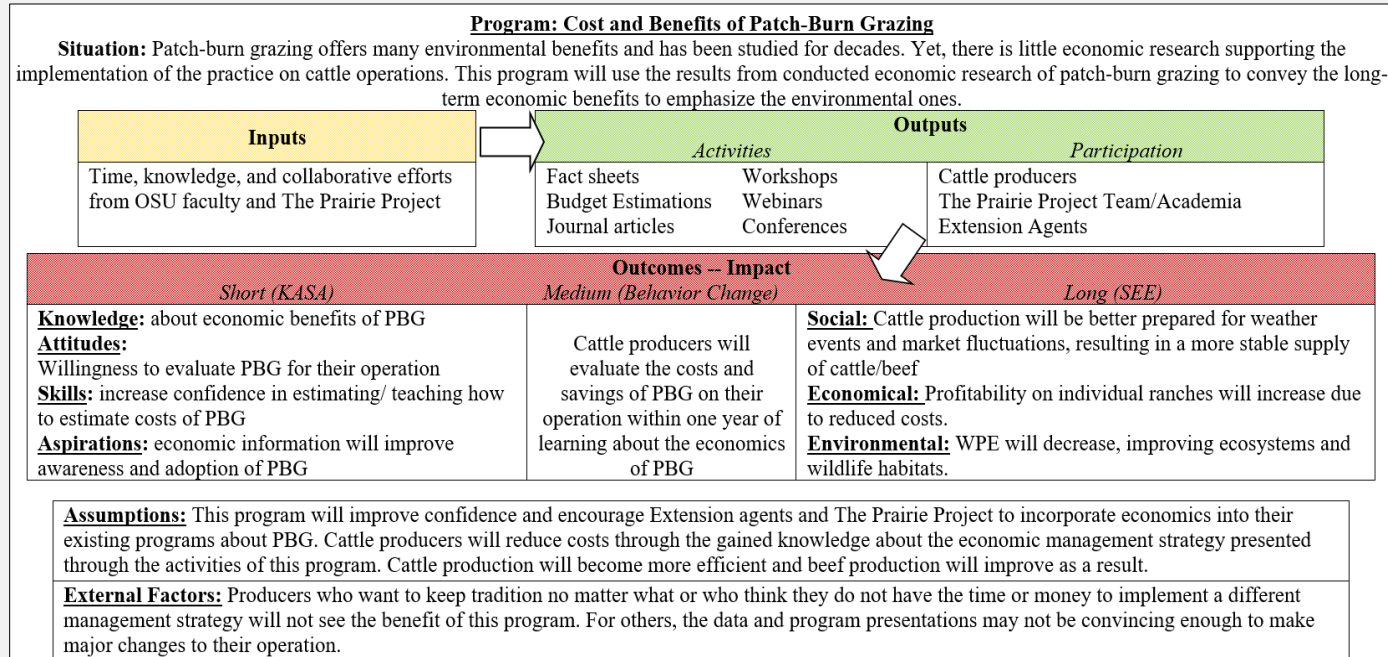 Program: Cost and Benefits of Patch-Burn Grazing
Situation: Patch-burn grazing offers many environmental benefits and has been studied for decades. Yet, there is little economic research supporting the
implementation of the practice on cattle operations. This program will use the results from conducted economic research of patch-burn grazing to convey the long-
term economic benefits to emphasize the environmental ones.
Inputs
Time, knowledge, and collaborative efforts
from OSU faculty and The Prairie Project
Outputs
Activities
Participation
Fact sheets
Budget Estimations
Journal articles
Workshops
Webinars
Conferences
Cattle producers
The Prairie Project Team/Academia
Extension Agents
Outcomes -- Impact
Short (KASA)
Medium (Behavior Change)
Long (SEE)
Knowledge: about economic benefits of PBG
Attitudes:
Willingness to evaluate PBG for their operation
Skills: increase confidence in estimating/ teaching how
to estimate costs of PBG
Aspirations: economic information will improve
awareness and adoption of PBG
Cattle producers will
evaluate the costs and
savings of PBG on their
operation within one year of
learning about the economics
of PBG
Social: Cattle production will be better prepared for weather
events and market fluctuations, resulting in a more stable supply
of cattle/beef
Economical: Profitability on individual ranches will increase due
to reduced costs.
Environmental: WPE will decrease, improving ecosystems and
wildlife habitats.
Assumptions: This program will improve confidence and encourage Extension agents and The Prairie Project to incorporate economics into their
existing programs about PBG. Cattle producers will reduce costs through the gained knowledge about the economic management strategy presented
through the activities of this program. Cattle production will become more efficient and beef production will improve as a result.
External Factors: Producers who want to keep tradition no matter what or who think they do not have the time or money to implement a different
management strategy will not see the benefit of this program. For others, the data and program presentations may not be convincing enough to make
major changes to their operation.